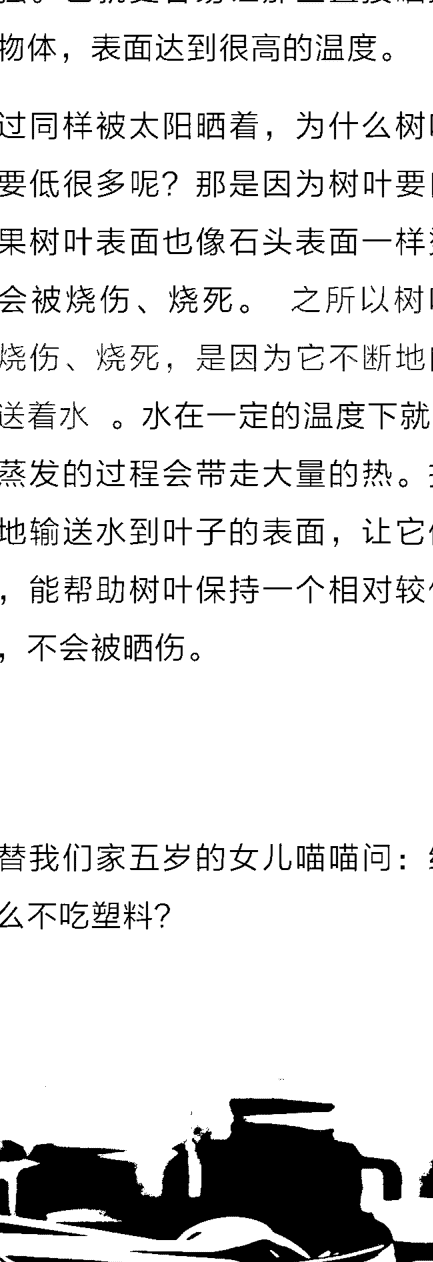 物体，表面达到很高的温度。
过同样被太阳晒着，为什么树
要低很多呢？那是因为树叶要
果树叶表面也像石头表面一样
会被烧伤、烧死。 之所以树
烧伤、烧死，是因为它不断地
送着水 。水在一定的温度下就
蒸发的过程会带走大量的热。
地输送水到叶子的表面，让它
，能帮助树叶保持一个相对较
，不会被晒伤。
替我们家五岁的女儿喵喵问：
么不吃塑料？